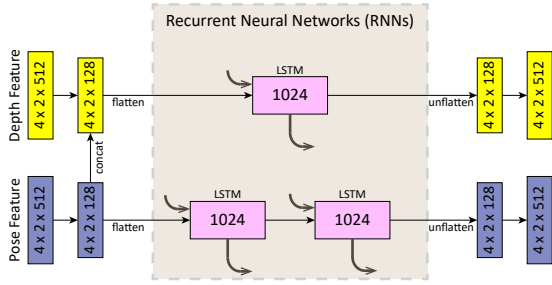 Recurrent Neural Networks (RNNs)
Depth Feature
4 x 2 x 512
4 x 2 x 128
flatten
LSTM
1024
unflatten
4 x 2 x 128
4 x 2 x 512
concat
Pose Feature
4 x 2 x 512
4 x 2 x 128
flatten
LSTM
1024
LSTM
1024
unflatten
4 x 2 x 128
4 x 2 x 512